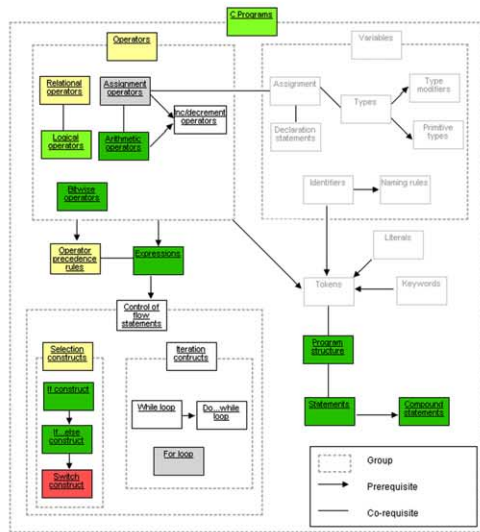 C Programs
Operators
Variables
Relational
operators
Assignment
operators
Inc/decrement
operators
Logical
operators
Arithmetic
operators
Bitwise
operators
Assignment
Declaration
statements
Types
Type
modifiers
Primitive
types
Identifiers
Naming rules
Operator
precedence
rules
Expressions
Literals
Tokens
Keywords
Control of
flow
statements
Selection
constructs
Iteration
contructs
If construct
If...else
construct
Switch
construct
While loop
Do...while
loop
For loop
Program
structure
Statements
Compound
statements
Group
Prerequisite
Co-requisite